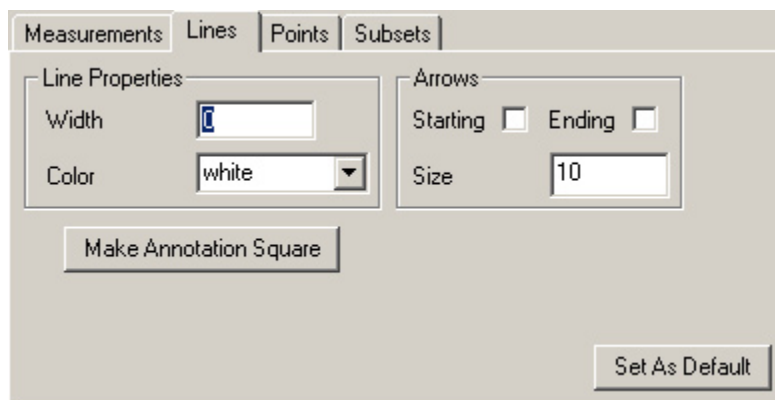 Measurements Lines Points Subsets
Line Properties
Width 0
Color white
Arrows
Starting Ending
Size 10
Make Annotation Square
Set As Default